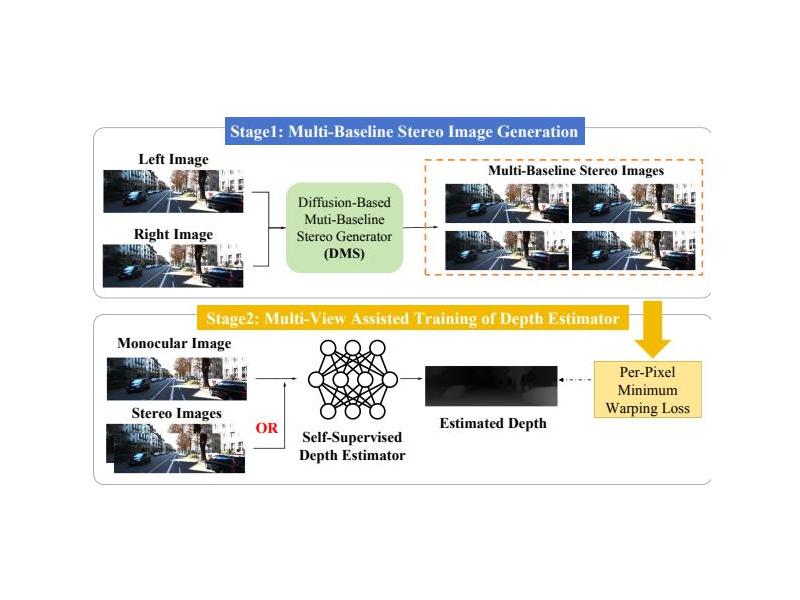 Stage1: Multi-Baseline Stereo Image Generation
Left Image
Right Image
Diffusion-Based
Muti-Baseline
Stereo Generator
(DMS)
Multi-Baseline Stereo Images
Stage2: Multi-View Assisted Training of Depth Estimator
Monocular Image
Stereo Images
OR
Self-Supervised
Depth Estimator
Estimated Depth
Per-Pixel
Minimum
Warping Loss